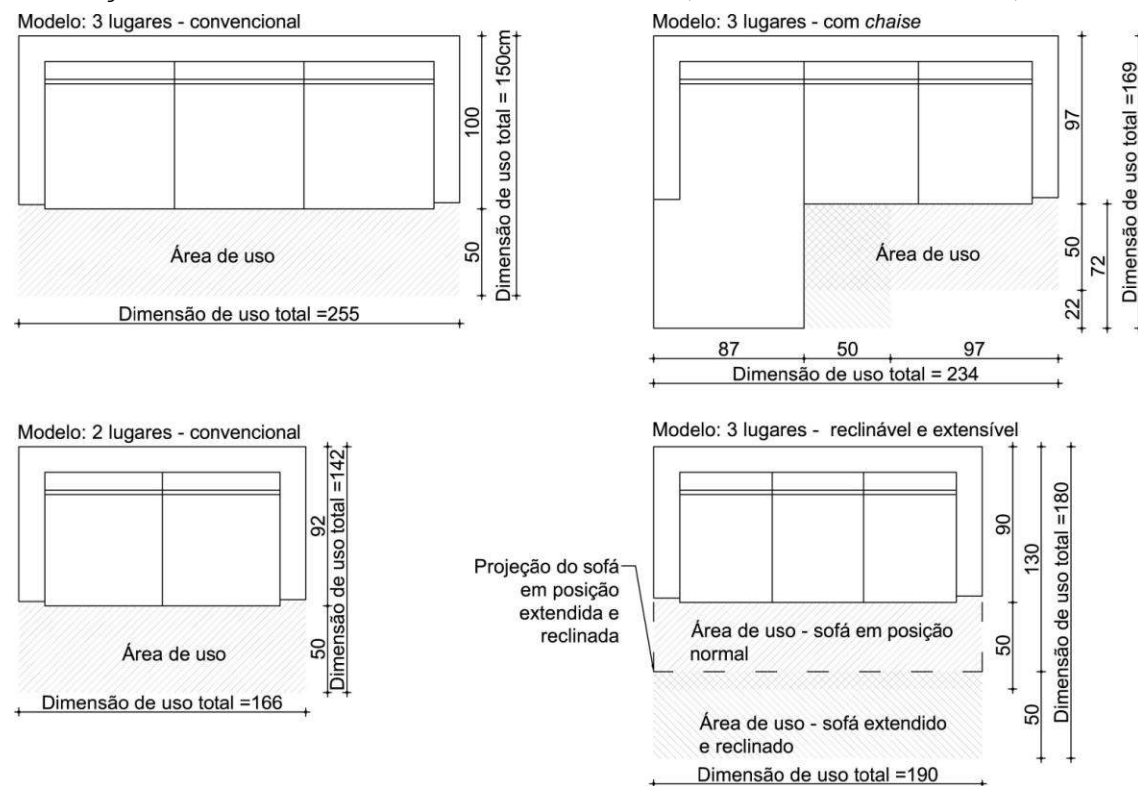 Modelo: 3 lugares - convencional
100
50
Dimensão de uso total = 150cm
Área de uso
Dimensão de uso total =255
Modelo: 3 lugares - com chaise
97
50
22
72
Dimensão de uso total =169
Área de uso
87
50
97
Dimensão de uso total = 234
Modelo: 2 lugares - convencional
92
50
Dimensão de uso total =142
Área de uso
Dimensão de uso total =166
Modelo: 3 lugares - reclinável e extensível
Projeção do sofá
em posição
extendida e
reclinada
90
50
130
50
Dimensão de uso total =180
Área de uso - sofá em posição
normal
Área de uso - sofá extendido
e reclinado
Dimensão de uso total =190